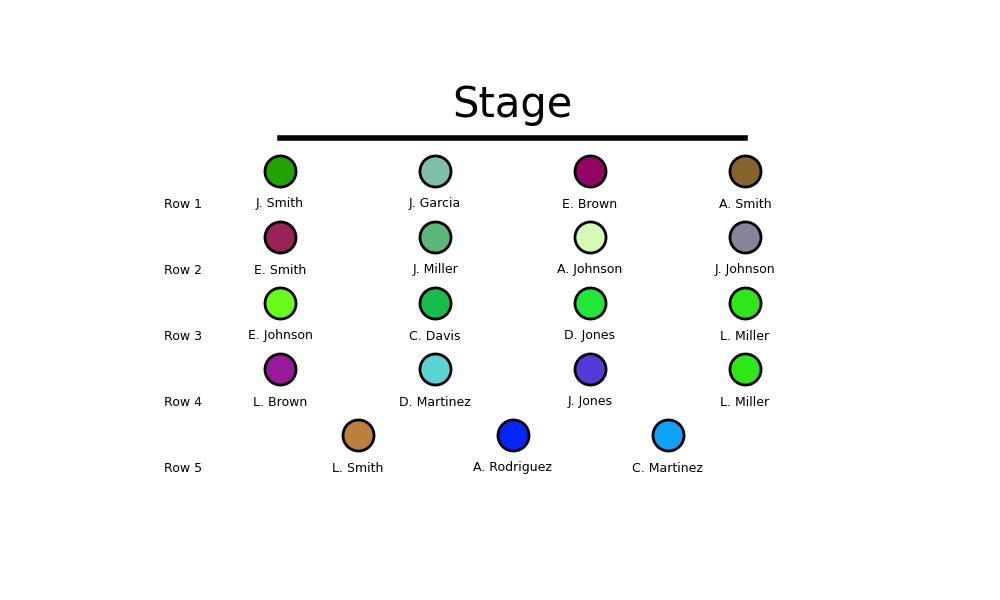 Stage
J. Smith J. Garcia E. Brown A. Smith
Row 1
E. Smith J. Miller A. Johnson J. Johnson
Row 2
E. Johnson C. Davis D. Jones L. Miller
Row 3
L. Brown D. Martinez J. Jones L. Miller
Row 4
L. Smith A. Rodriguez C. Martinez
Row 5